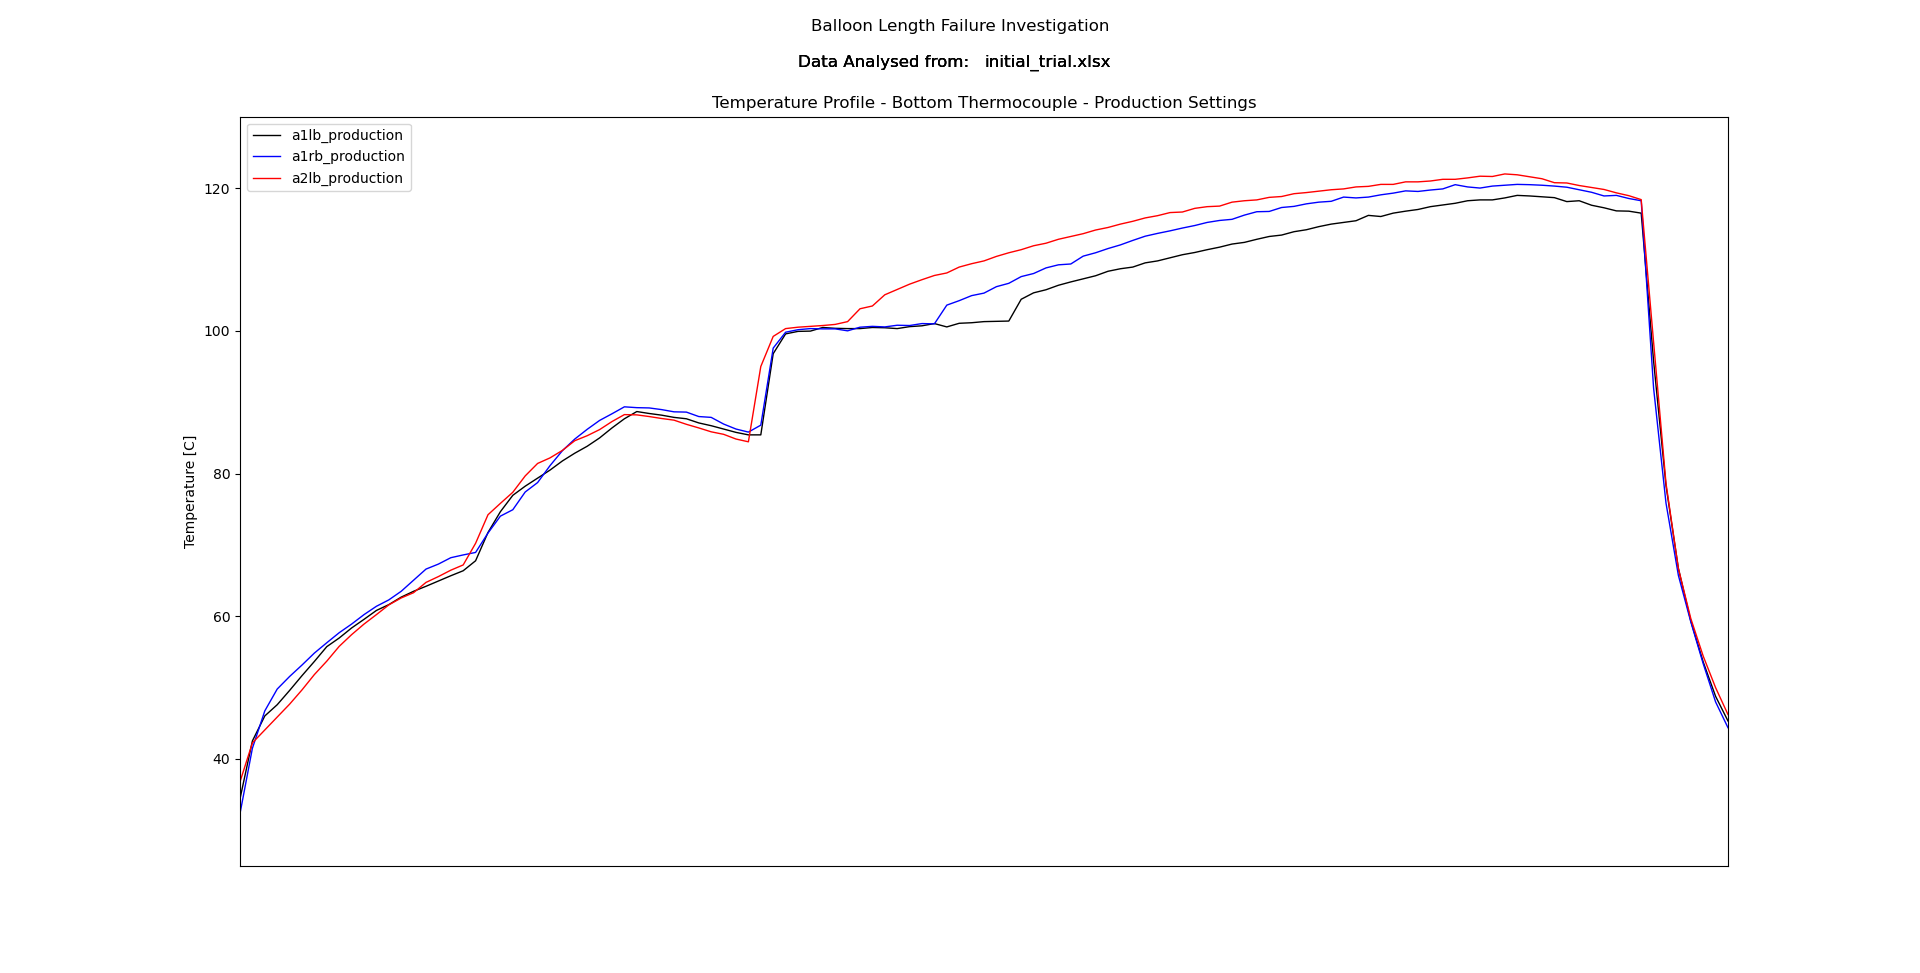 Balloon Length Failure Investigation
Data Analysed from: initial_trial.xlsx
Temperature Profile - Bottom Thermocouple - Production Settings
a1lb_production
a1rb_production
a2lb_production
120
100
80
60
40
Temperature [C]